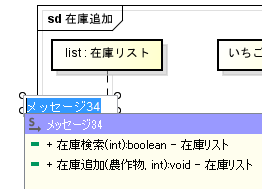 sd 在庫追加
list : 在庫リスト
いちご
メッセージ34
メッセージ34
+ 在庫検索(int):boolean - 在庫リスト
+ 在庫追加(農作物, int):void - 在庫リスト